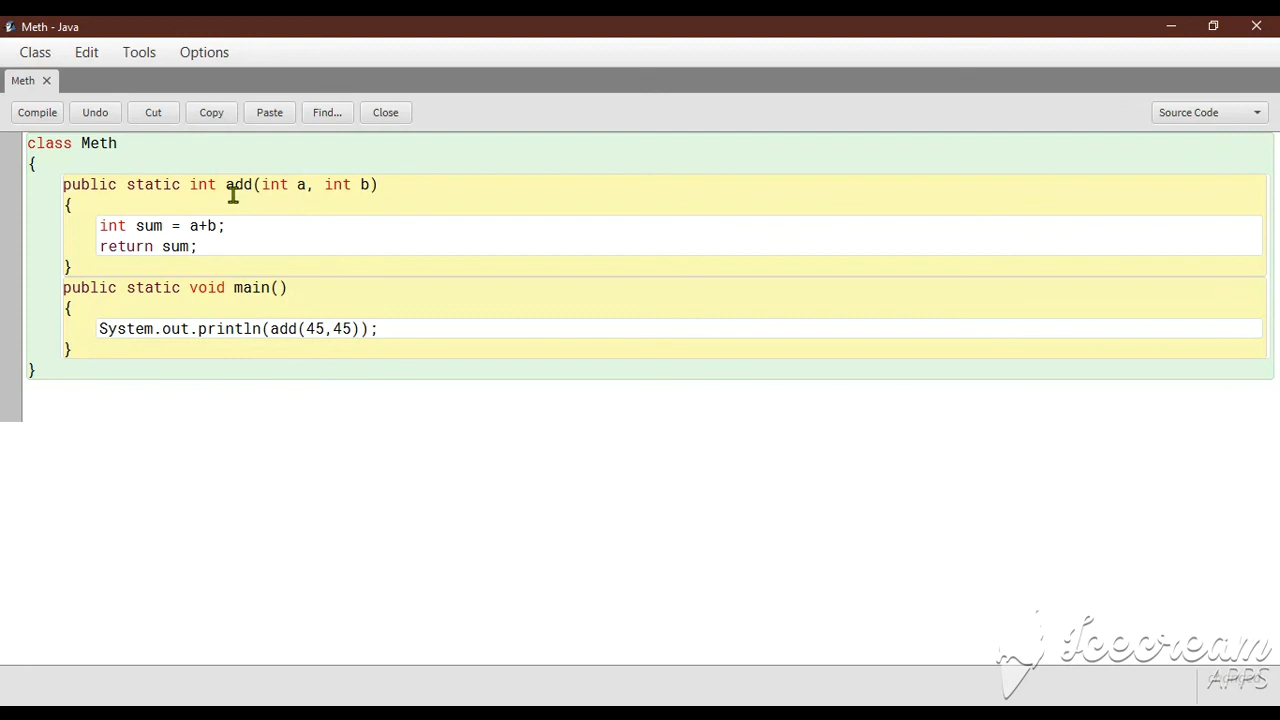 Meth - Java
Class Edit Tools Options
Meth
Compile Undo Cut Copy Paste Find... Close Source Code
class Meth
{
public static int add(int a, int b)
{
int sum = a+b;
return sum;
}
public static void main()
{
System.out.println(add(45,45));
}
}
Icecream
APPS